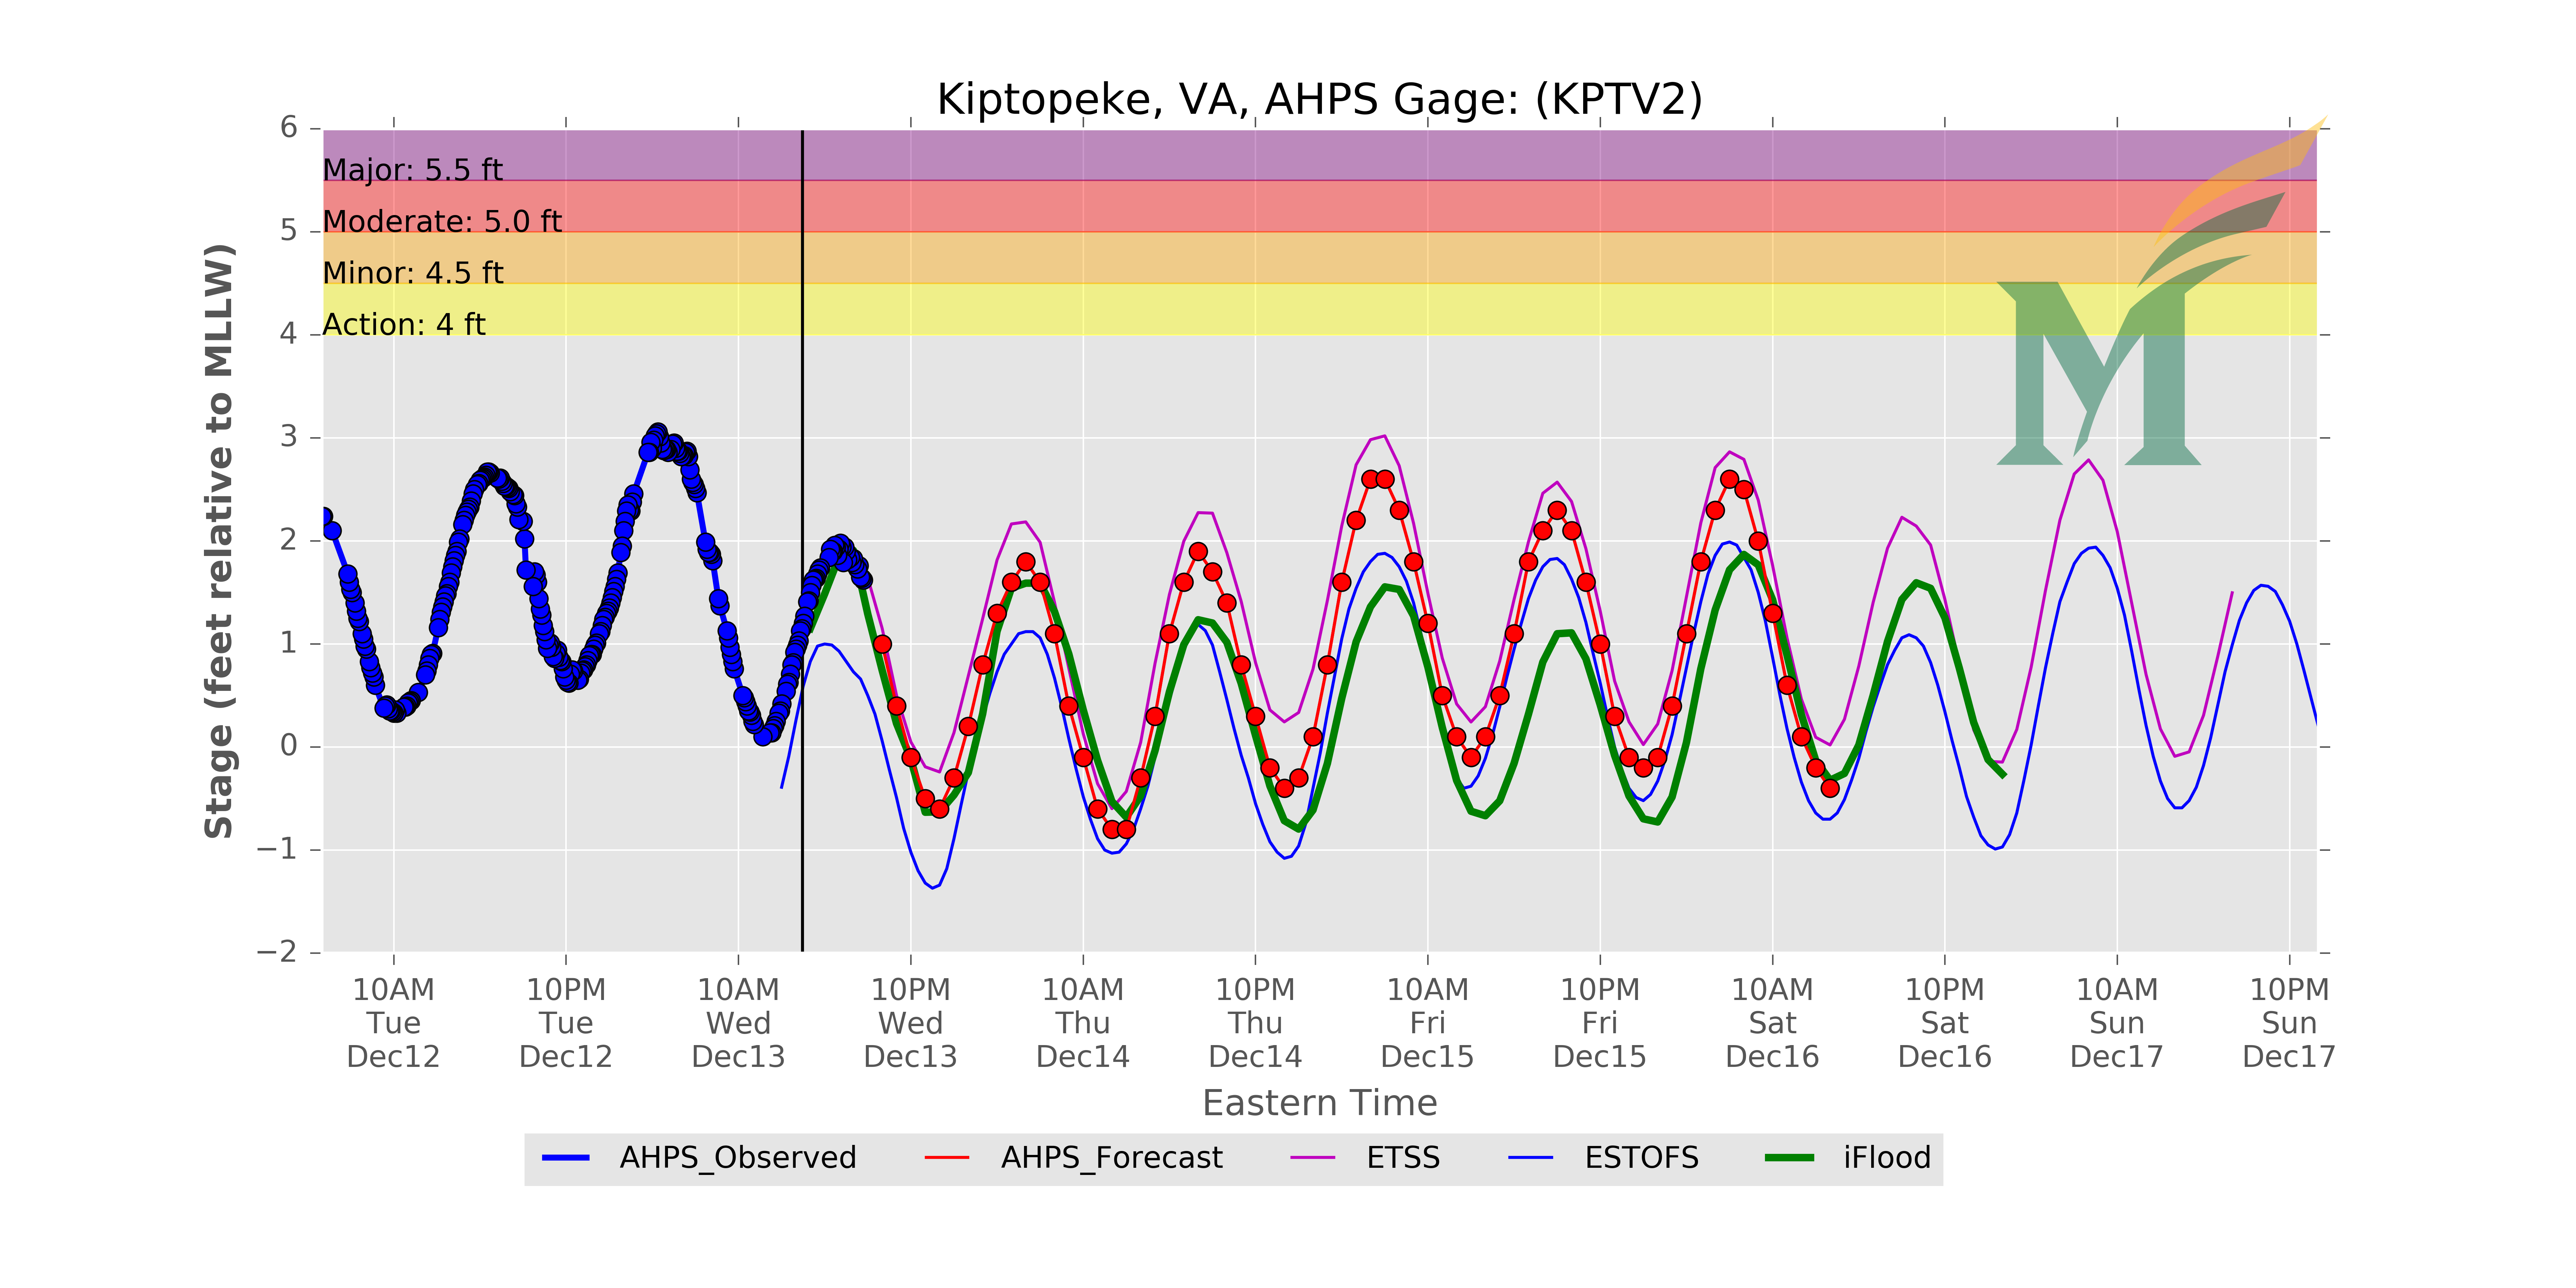 Kiptopeke, VA, AHPS Gage: (KPTV2)
6
5
4
3
2
1
0
−1
−2
Stage (feet relative to MLLW)
Major: 5.5 ft
Moderate: 5.0 ft
Minor: 4.5 ft
Action: 4 ft
M
10AM 10PM 10AM 10PM 10AM 10PM 10AM 10PM 10AM 10PM 10AM 10PM
Tue Tue Wed Wed Thu Thu Fri Fri Sat Sat Sun Sun
Dec12 Dec12 Dec13 Dec13 Dec14 Dec14 Dec15 Dec15 Dec16 Dec16 Dec17 Dec17
Eastern Time
AHPS_Observed AHPS_Forecast ETSS ESTOFS iFlood